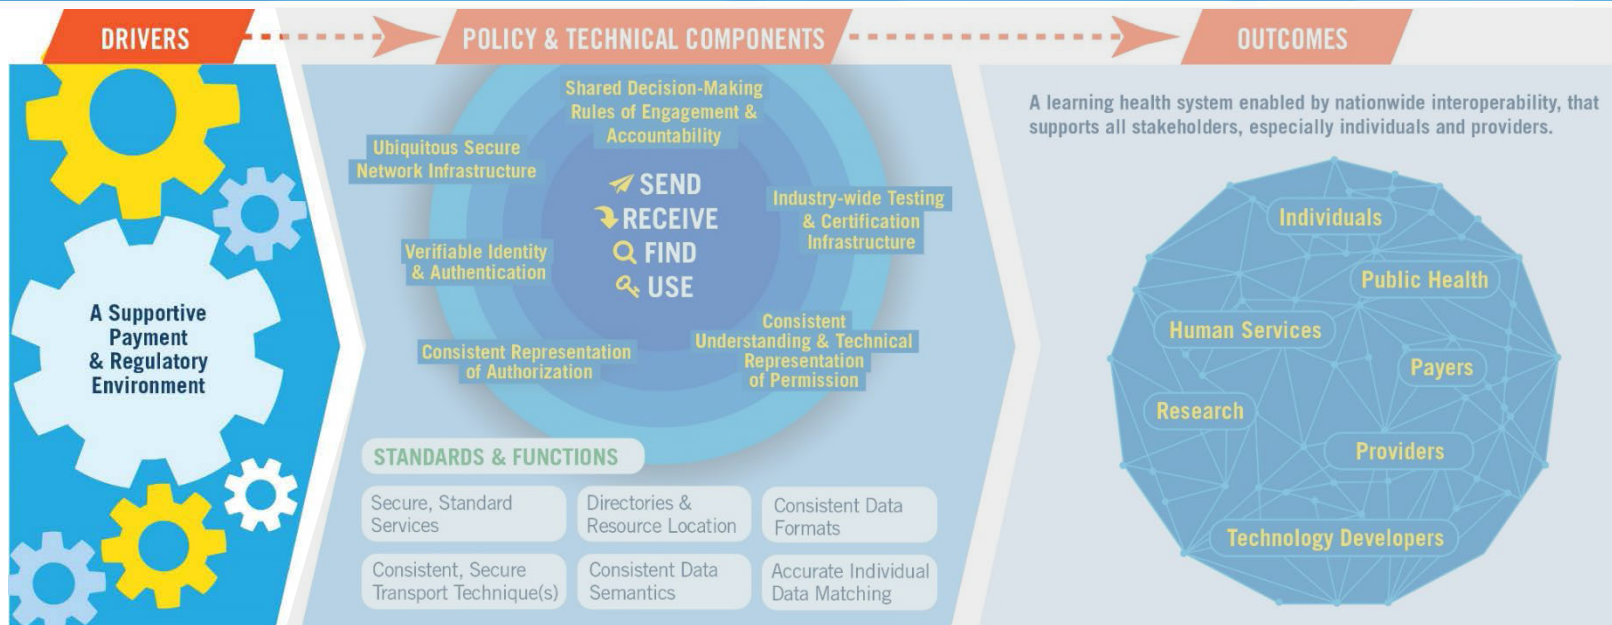 DRIVERS
POLICY & TECHNICAL COMPONENTS
OUTCOMES
A Supportive
Payment
& Regulatory
Environment
Shared Decision-Making
Rules of Engagement &
Accountability
Ubiquitous Secure
Network Infrastructure
SEND
RECEIVE
FIND
USE
Industry-wide Testing
& Certification
Infrastructure
Verifiable Identity
& Authentication
Consistent Representation
of Authorization
Consistent
Understanding & Technical
Representation
of Permission
STANDARDS & FUNCTIONS
Secure, Standard
Services
Directories &
Resource Location
Consistent Data
Formats
Consistent, Secure
Transport Technique(s)
Consistent Data
Semantics
Accurate Individual
Data Matching
A learning health system enabled by nationwide interoperability, that
supports all stakeholders, especially individuals and providers.
Individuals
Public Health
Human Services
Payers
Research
Providers
Technology Developers